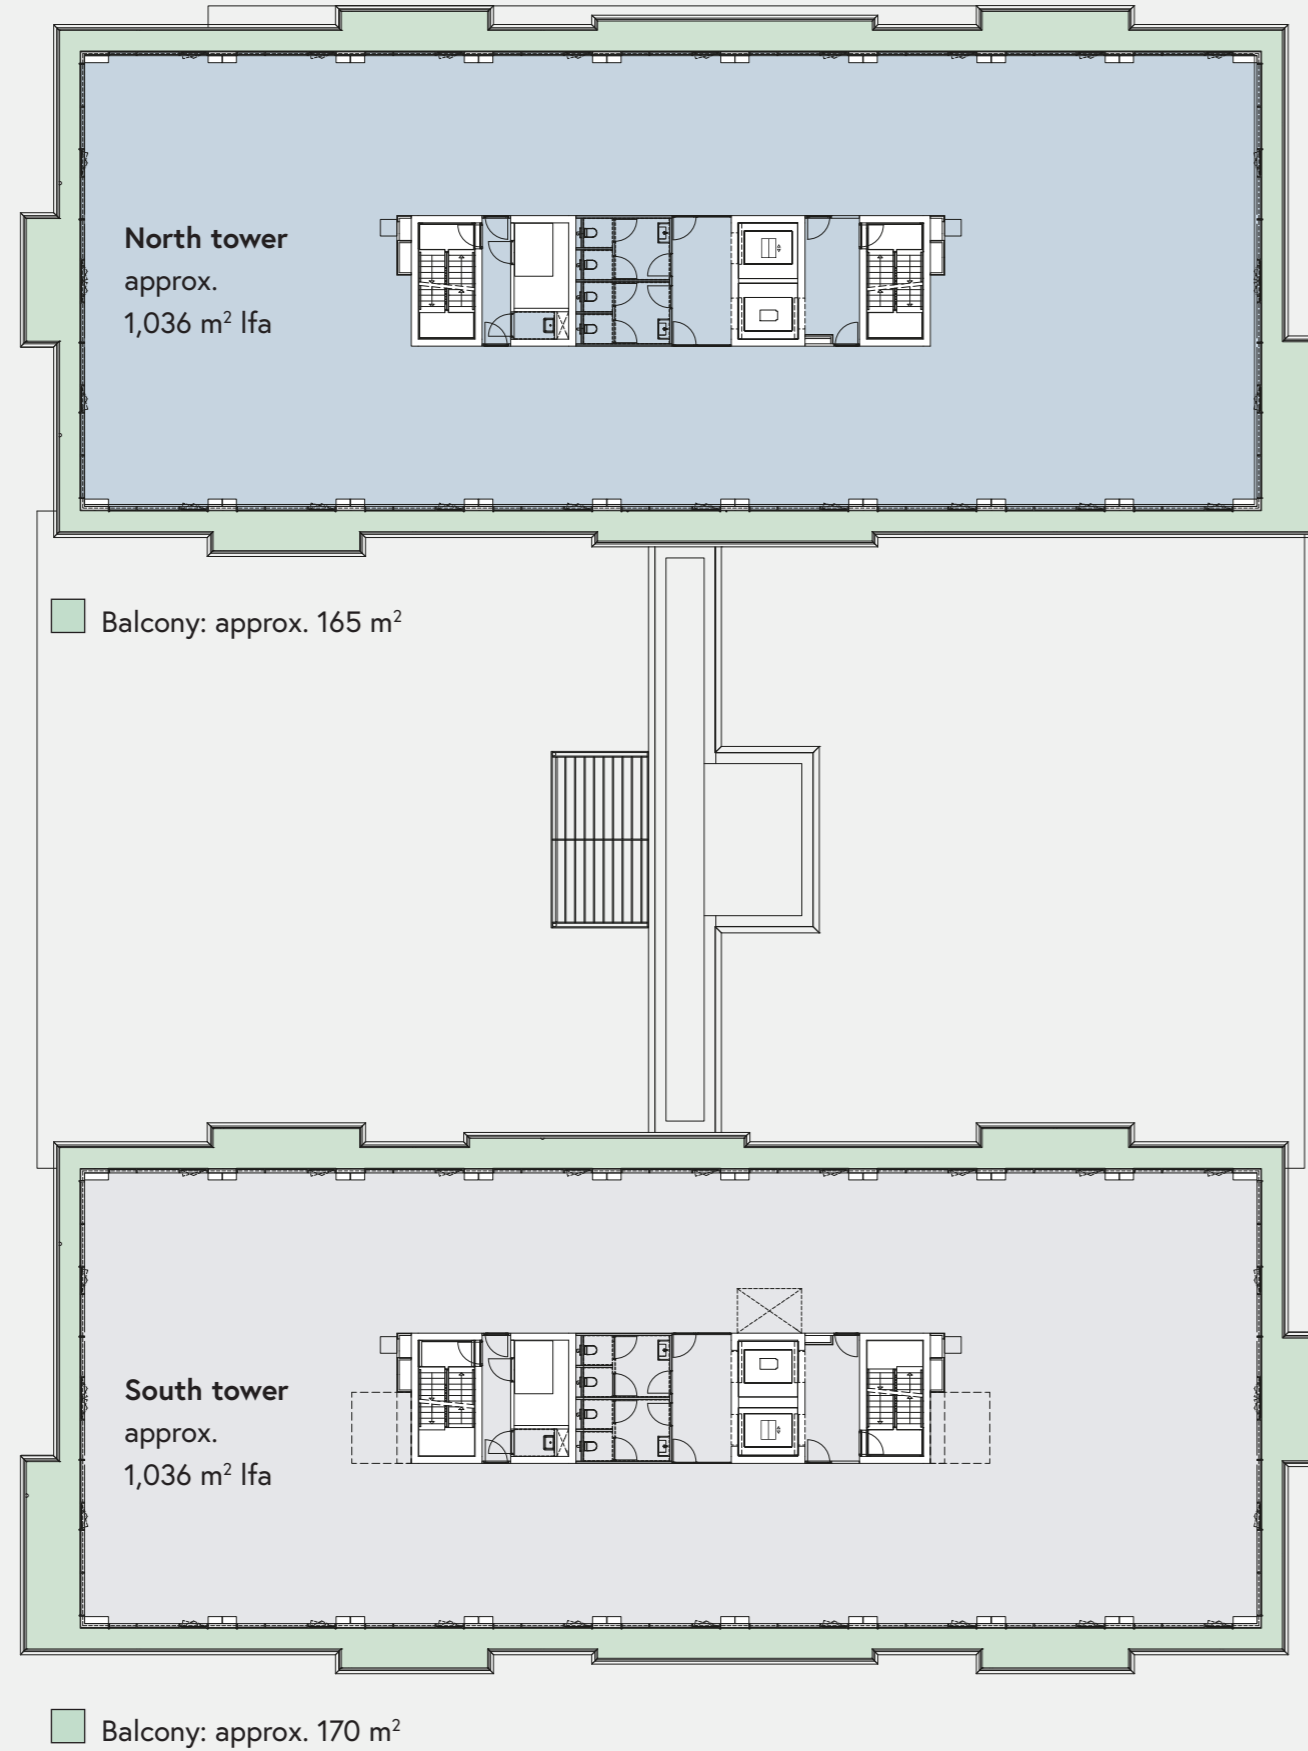 North tower
approx.
1,036 m² lfa
Balcony: approx. 165 m²
South tower
approx.
1,036 m² lfa
Balcony: approx. 170 m²